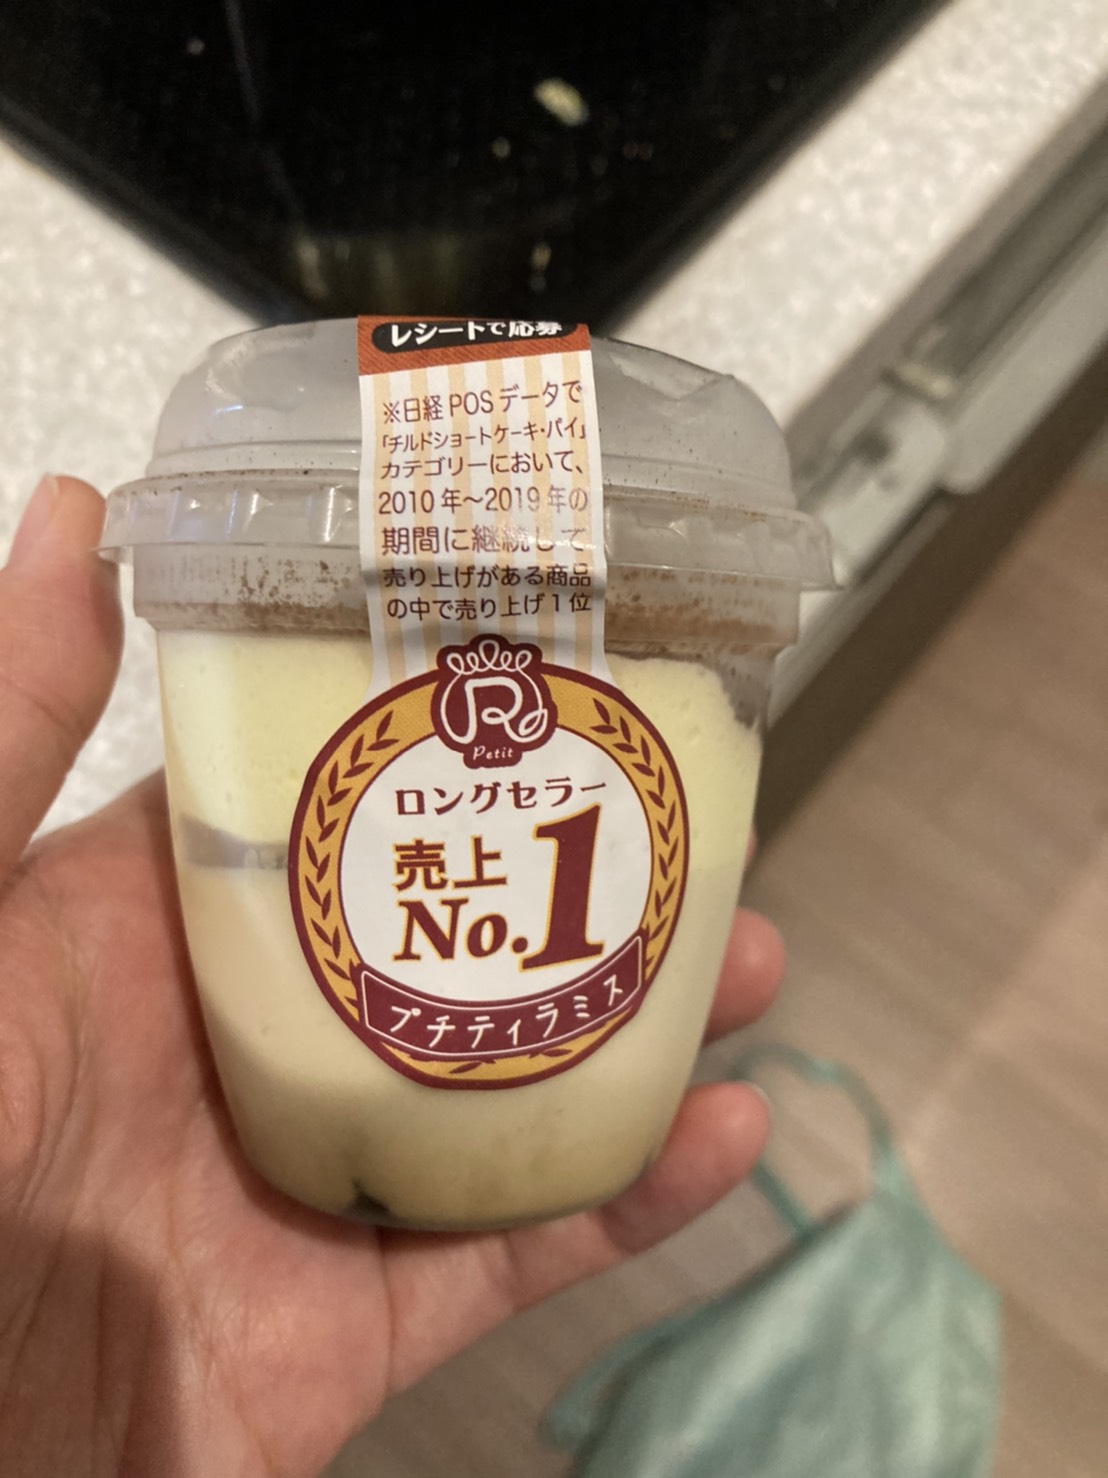 レシートで応募
※日経POSデータで
「チルドショートケーキ・パイ」
カテゴリーにおいて、
2010年～2019年の
期間に継続して
売り上げがある商品
の中で売り上げ1位
R
Petit
ロングセラー
売上
No.1
プチティラミス